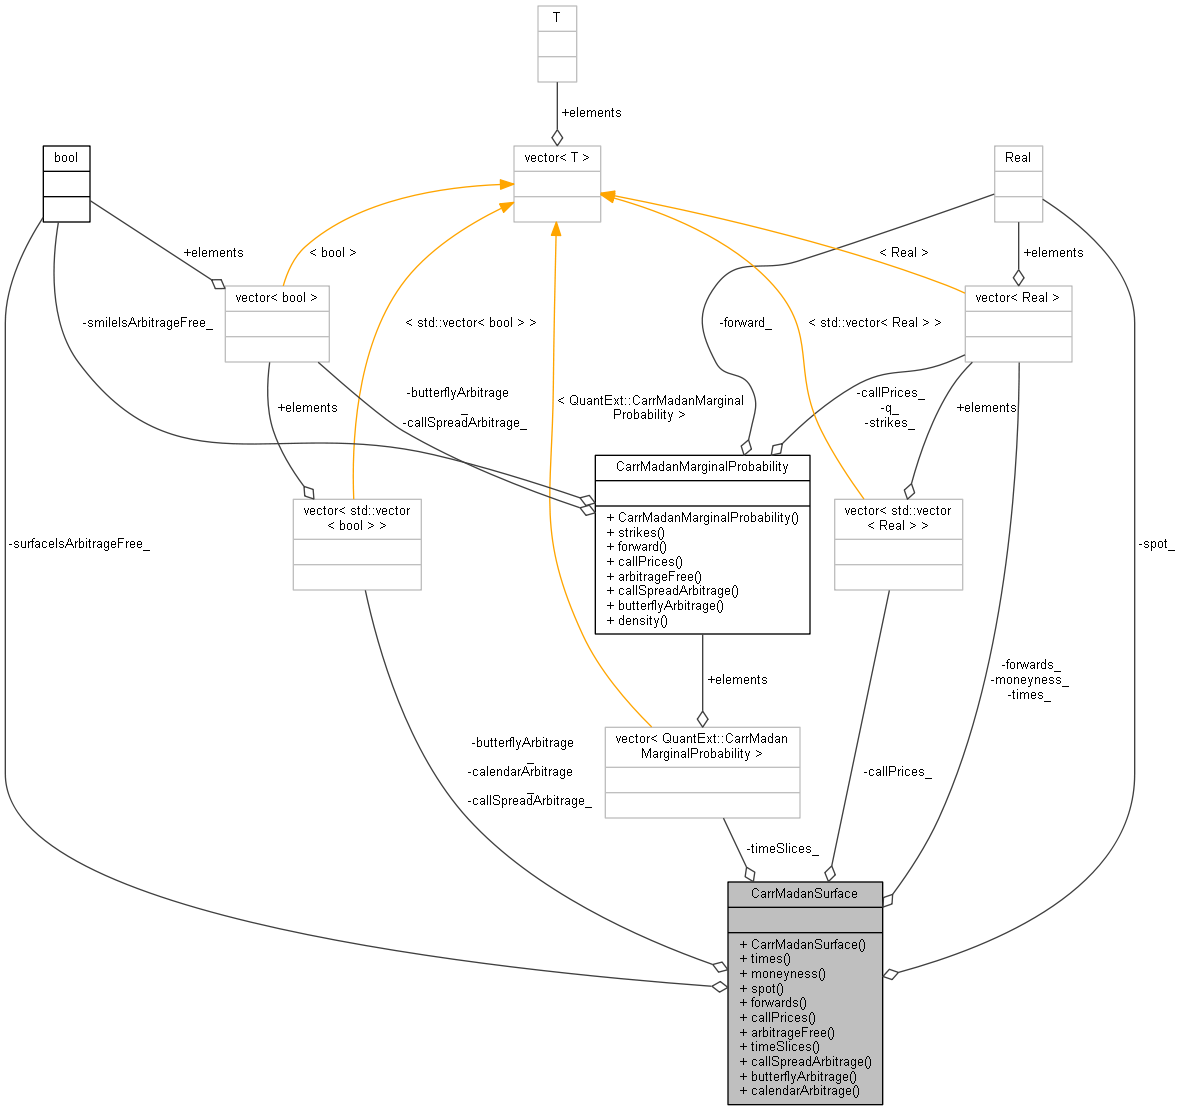 T
+elements
bool
vector< T >
Real
+elements
< bool >
< Real >
+elements
vector< bool >
vector< Real >
-smileIsArbitrageFree_
< std::vector< bool > >
-forward_
< std::vector< Real > >
-butterflyArbitrage
_
-callSpreadArbitrage_
< QuantExt::CarrMadanMarginal
Probability >
-callPrices_
-q_
-strikes_
+elements
+elements
CarrMadanMarginalProbability
+ CarrMadanMarginalProbability()
+ strikes()
+ forward()
+ callPrices()
+ arbitrageFree()
+ callSpreadArbitrage()
+ butterflyArbitrage()
+ density()
vector< std::vector
< bool > >
vector< std::vector
< Real > >
-surfaceIsArbitrageFree_
-spot_
+elements
-forwards_
-moneyness_
-times_
vector< QuantExt::CarrMadan
MarginalProbability >
-butterflyArbitrage
_
-calendarArbitrage
_
-callSpreadArbitrage_
-callPrices_
-timeSlices_
CarrMadanSurface
+ CarrMadanSurface()
+ times()
+ moneyness()
+ spot()
+ forwards()
+ callPrices()
+ arbitrageFree()
+ timeSlices()
+ callSpreadArbitrage()
+ butterflyArbitrage()
+ calendarArbitrage()